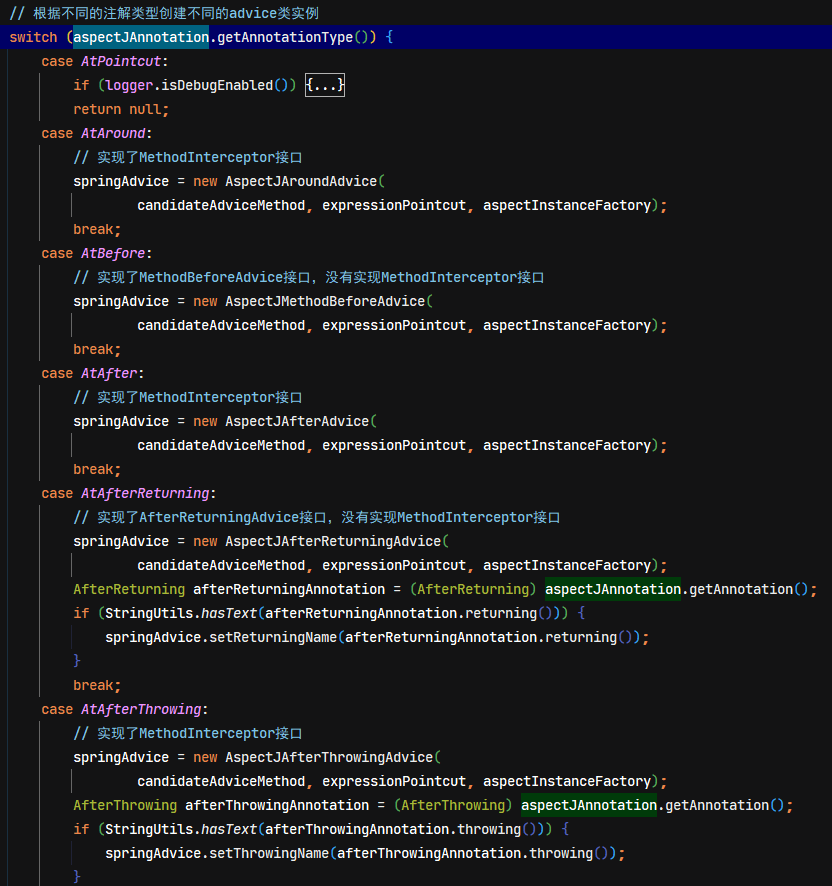 // 根据不同的注解类型创建不同的advice类实例
switch (aspectJAnnotation.getAnnotationType()) {
case AtPointcut:
if (logger.isDebugEnabled()) {...}
return null;
case AtAround:
// 实现了MethodInterceptor接口
springAdvice = new AspectJAroundAdvice(
candidateAdviceMethod, expressionPointcut, aspectInstanceFactory);
break;
case AtBefore:
// 实现了MethodBeforeAdvice接口，没有实现MethodInterceptor接口
springAdvice = new AspectJMethodBeforeAdvice(
candidateAdviceMethod, expressionPointcut, aspectInstanceFactory);
break;
case AtAfter:
// 实现了MethodInterceptor接口
springAdvice = new AspectJAfterAdvice(
candidateAdviceMethod, expressionPointcut, aspectInstanceFactory);
break;
case AtAfterReturning:
// 实现了AfterReturningAdvice接口，没有实现MethodInterceptor接口
springAdvice = new AspectJAfterReturningAdvice(
candidateAdviceMethod, expressionPointcut, aspectInstanceFactory);
AfterReturning afterReturningAnnotation = (AfterReturning) aspectJAnnotation.getAnnotation();
if (StringUtils.hasText(afterReturningAnnotation.returning())) {
springAdvice.setReturningName(afterReturningAnnotation.returning());
}
break;
case AtAfterThrowing:
// 实现了MethodInterceptor接口
springAdvice = new AspectJAfterThrowingAdvice(
candidateAdviceMethod, expressionPointcut, aspectInstanceFactory);
AfterThrowing afterThrowingAnnotation = (AfterThrowing) aspectJAnnotation.getAnnotation();
if (StringUtils.hasText(afterThrowingAnnotation.throwing())) {
springAdvice.setThrowingName(afterThrowingAnnotation.throwing());
}